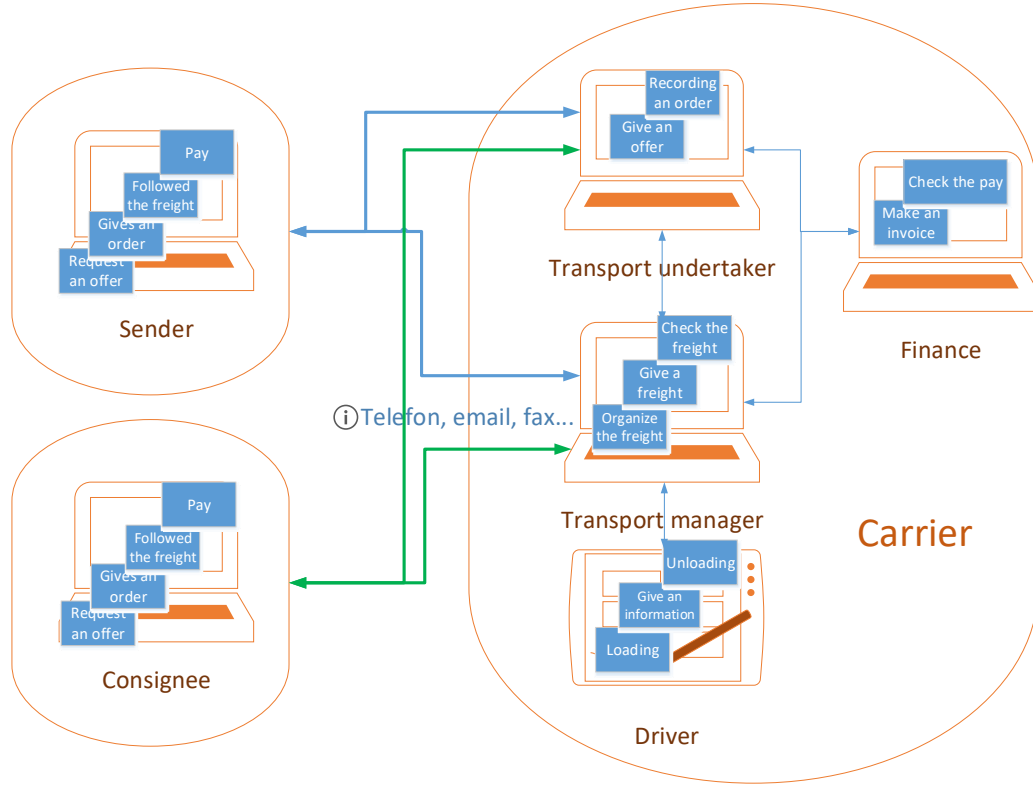 Pay
Followed
the freight
Gives an
order
Request
an offer
Sender
Pay
Followed
the freight
Gives an
order
Request
an offer
Consignee
Telefon, email, fax...
Recording
an order
Give an
offer
Transport undertaker
Check the
freight
Give a
freight
Organize
the freight
Transport manager
Unloading
Give an
information
Loading
Driver
Check the pay
Make an
invoice
Finance
Carrier